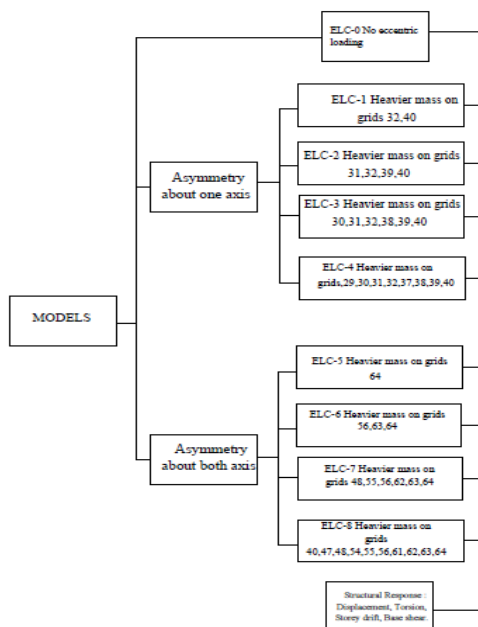 ELC-0 No eccentric
loading
ELC-1 Heavier mass on
grids 32,40
ELC-2 Heavier mass on grids
31,32,39,40
Asymmetry
about one axis
ELC-3 Heavier mass on grids
30,31,32,38,39,40
ELC-4 Heavier mass on
grids,29,30,31,32,37,38,39,40
MODELS
ELC-5 Heavier mass on grids
64
ELC-6 Heavier mass on grids
56,63,64
Asymmetry
about both axis
ELC-7 Heavier mass on
grids 48,55,56,62,63,64
ELC-8 Heavier mass on
grids
40,47,48,54,55,56,61,62,63,64
Structural Response :
Displacement, Torsion,
Storey drift, Base shear.